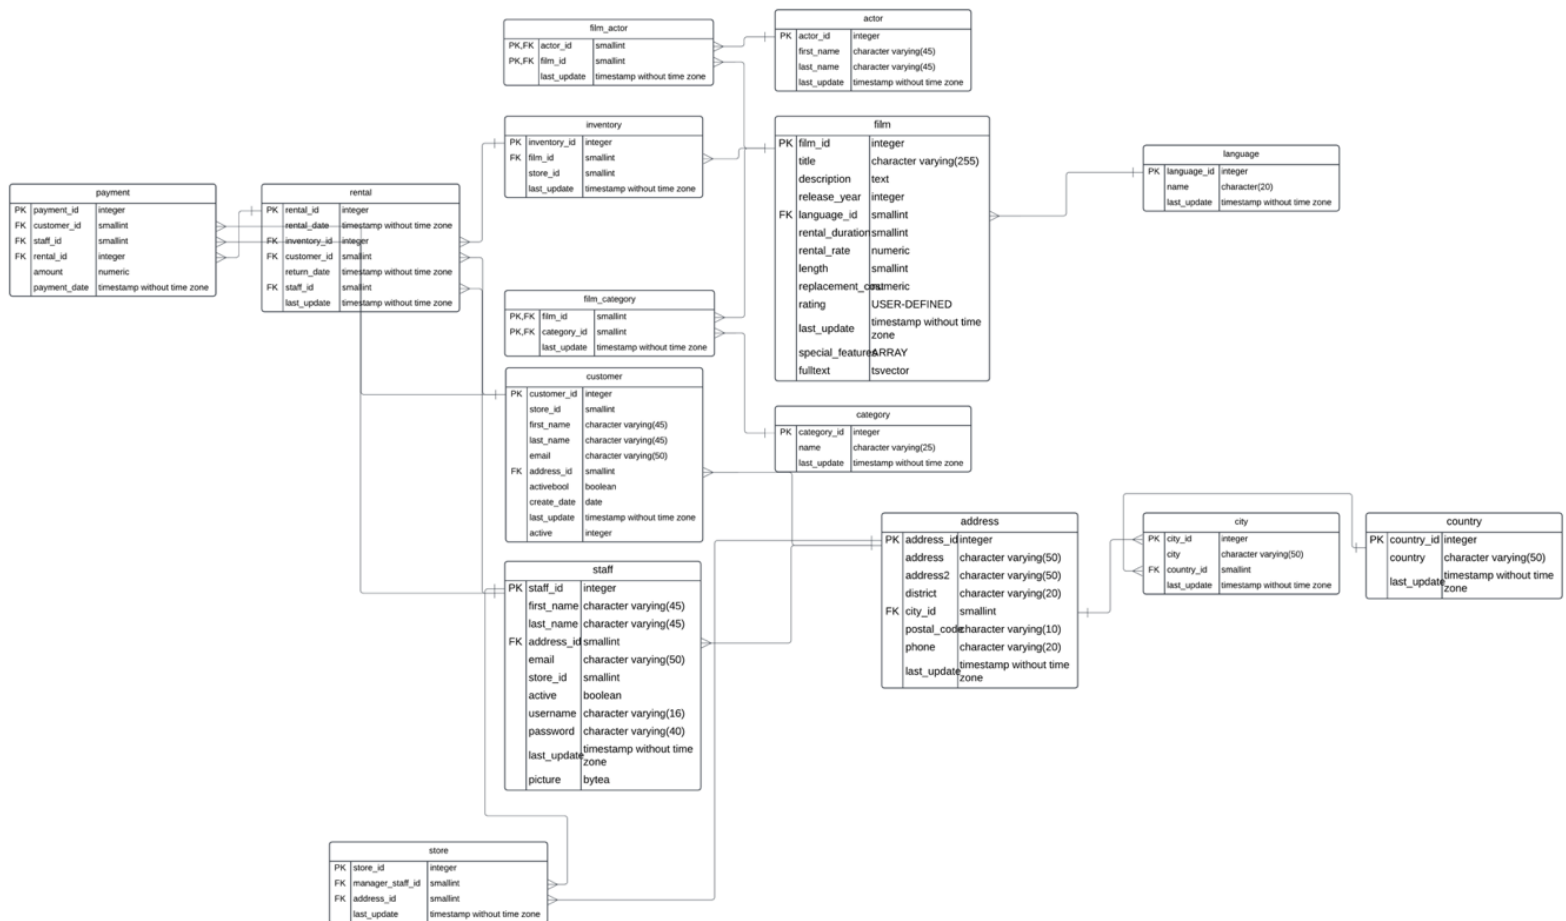 film_actor
PK,FK actor_id smallint
PK,FK film_id smallint
last_update timestamp without time zone
actor
PK actor_id integer
first_name character varying(45)
last_name character varying(45)
last_update timestamp without time zone
inventory
PK inventory_id integer
FK film_id smallint
store_id smallint
last_update timestamp without time zone
film
PK film_id integer
title character varying(255)
description text
release_year integer
FK language_id smallint
rental_duration smallint
rental_rate numeric
length smallint
replacement_cost numeric
rating USER-DEFINED
last_update timestamp without time
zone
special_features ARRAY
fulltext tsvector
language
PK language_id integer
name character(20)
last_update timestamp without time zone
payment
PK payment_id integer
FK customer_id smallint
FK staff_id smallint
FK rental_id integer
amount numeric
payment_date timestamp without time zone
rental
PK rental_id integer
rental_date timestamp without time zone
FK inventory_id integer
FK customer_id smallint
return_date timestamp without time zone
FK staff_id smallint
last_update timestamp without time zone
film_category
PK,FK film_id smallint
PK,FK category_id smallint
last_update timestamp without time zone
customer
PK customer_id integer
store_id smallint
first_name character varying(45)
last_name character varying(45)
email character varying(50)
FK address_id smallint
activebool boolean
create_date date
last_update timestamp without time zone
active integer
category
PK category_id integer
name character varying(25)
last_update timestamp without time zone
address
PK address_id integer
address character varying(50)
address2 character varying(50)
district character varying(20)
FK city_id smallint
postal_code character varying(10)
phone character varying(20)
last_update timestamp without time
zone
city
PK city_id integer
city character varying(50)
FK country_id smallint
last_update timestamp without time zone
country
PK country_id integer
country character varying(50)
last_update timestamp without time
zone
staff
PK staff_id integer
first_name character varying(45)
last_name character varying(45)
FK address_id smallint
email character varying(50)
store_id smallint
active boolean
username character varying(16)
password character varying(40)
last_update timestamp without time
zone
picture bytea
store
PK store_id integer
FK manager_staff_id smallint
FK address_id smallint
last_update timestamp without time zone